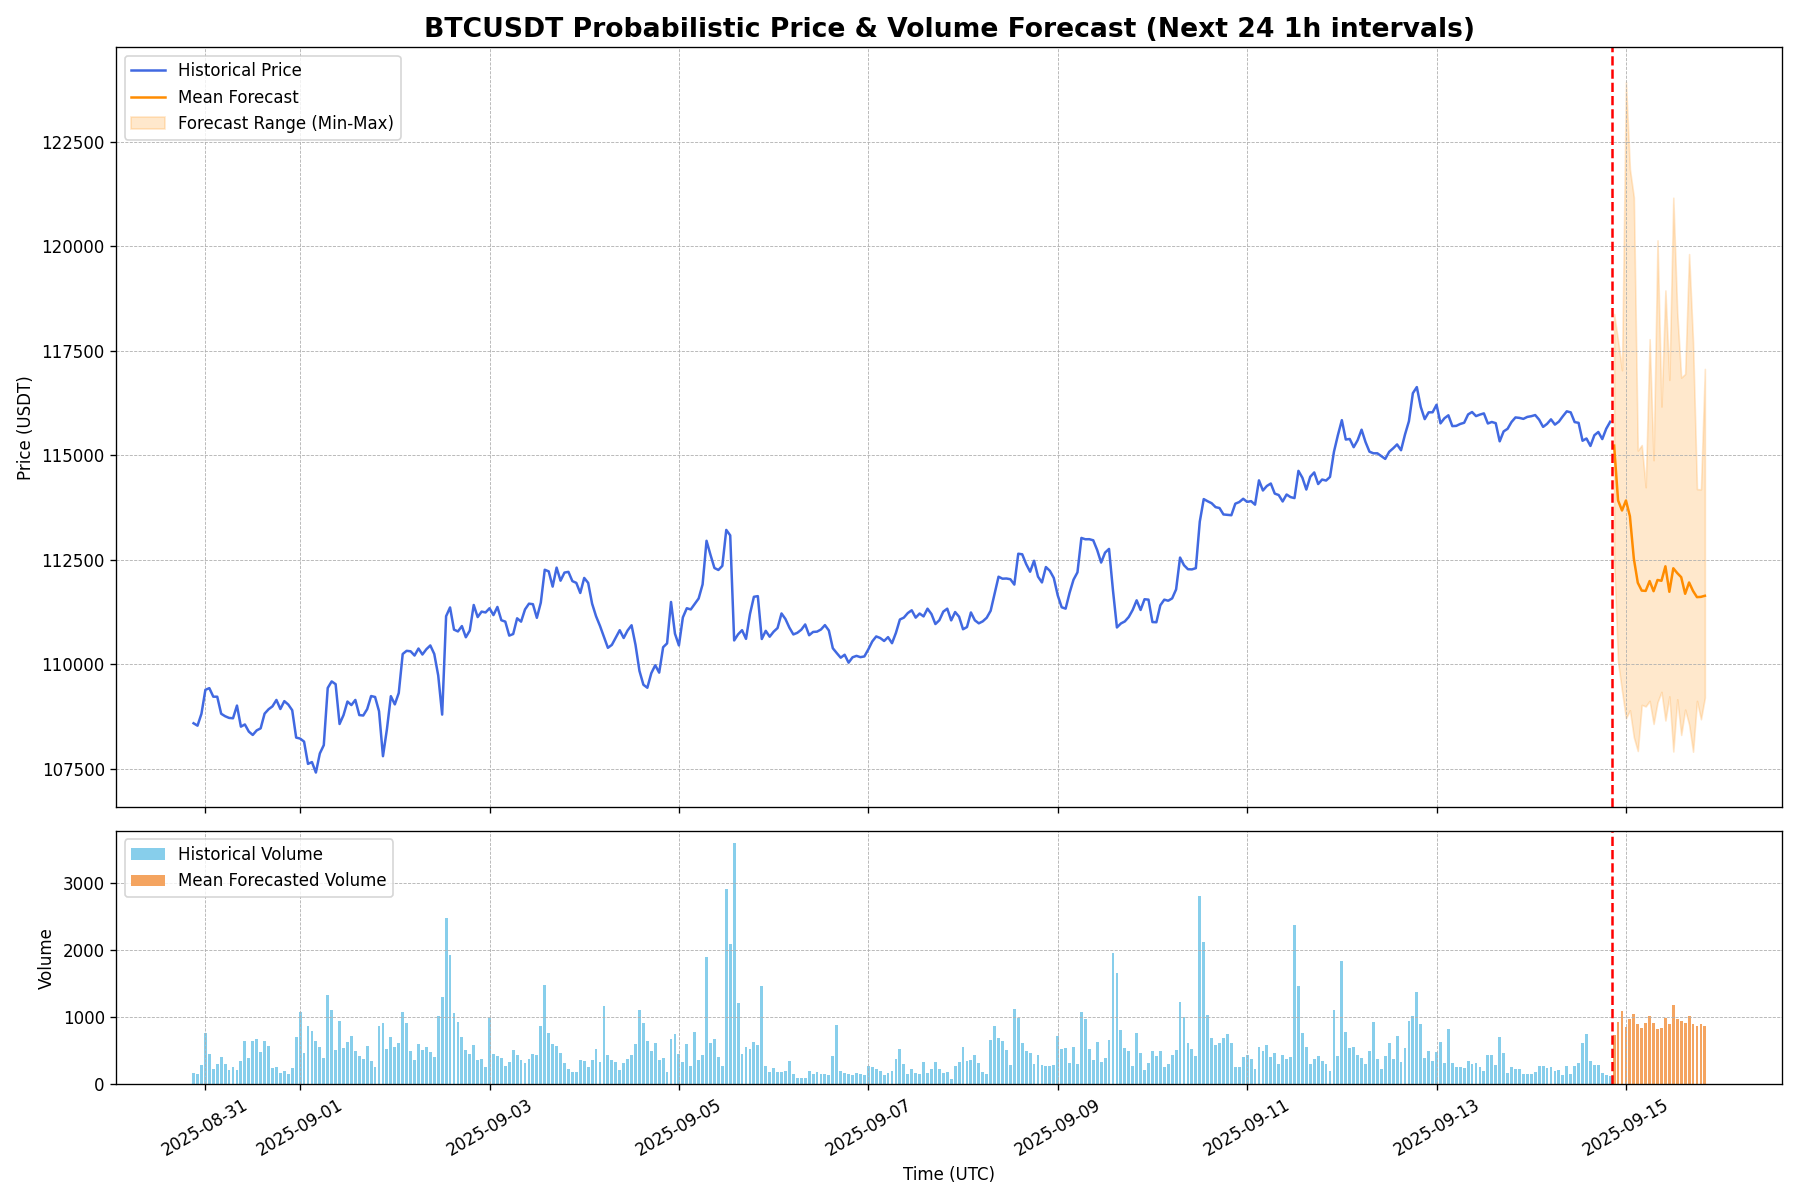 BTCUSDT Probabilistic Price & Volume Forecast (Next 24 1h intervals)
Historical Price
Mean Forecast
Forecast Range (Min-Max)
Price (USDT)
122500
120000
117500
115000
112500
110000
107500
Historical Volume
Mean Forecasted Volume
Volume
3000
2000
1000
0
2025-08-31
2025-09-01
2025-09-03
2025-09-05
2025-09-07
2025-09-09
2025-09-11
2025-09-13
2025-09-15
Time (UTC)